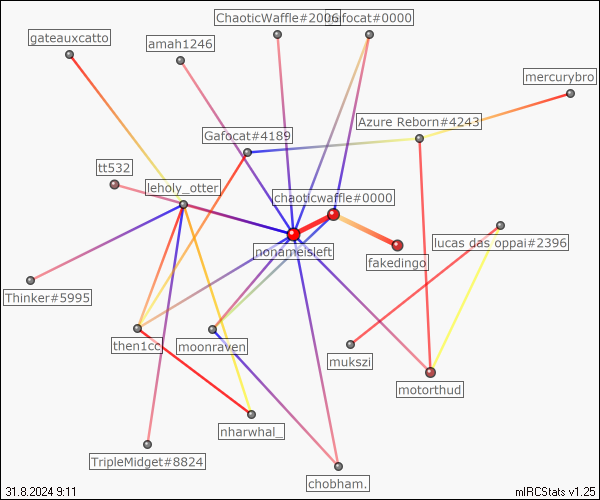 ChaoticWaffle#2006
Gafocat#0000
gateauxcatto
amah1246
mercurybro
Azure Reborn#4243
Gafocat#4189
tt532
leholy_otter
chaoticwaffle#0000
nonameisleft
lucas das oppai#2396
fakedingo
Thinker#5995
then1cc
moonraven
mukszi
motorthud
nharwhal_
TripleMidget#8824
chobham.
31.8.2024 9:11
mIRCStats v1.25